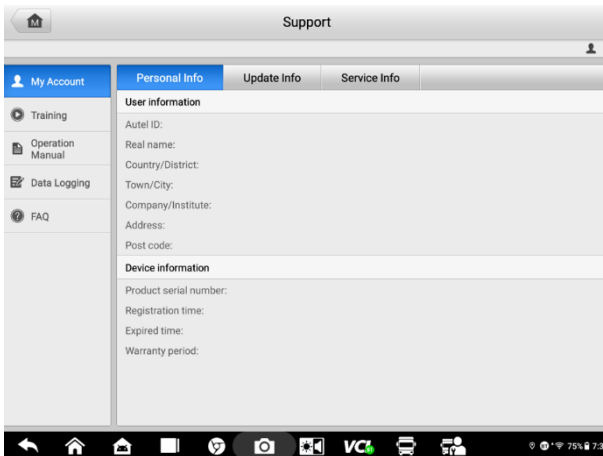 Support
My Account
Training
Operation
Manual
Data Logging
FAQ
Personal Info
Update Info
Service Info
User information
Autel ID:
Real name:
Country/District:
Town/City:
Company/Institute:
Address:
Post code:
Device information
Product serial number:
Registration time:
Expired time:
Warranty period:
M
VCI
75%